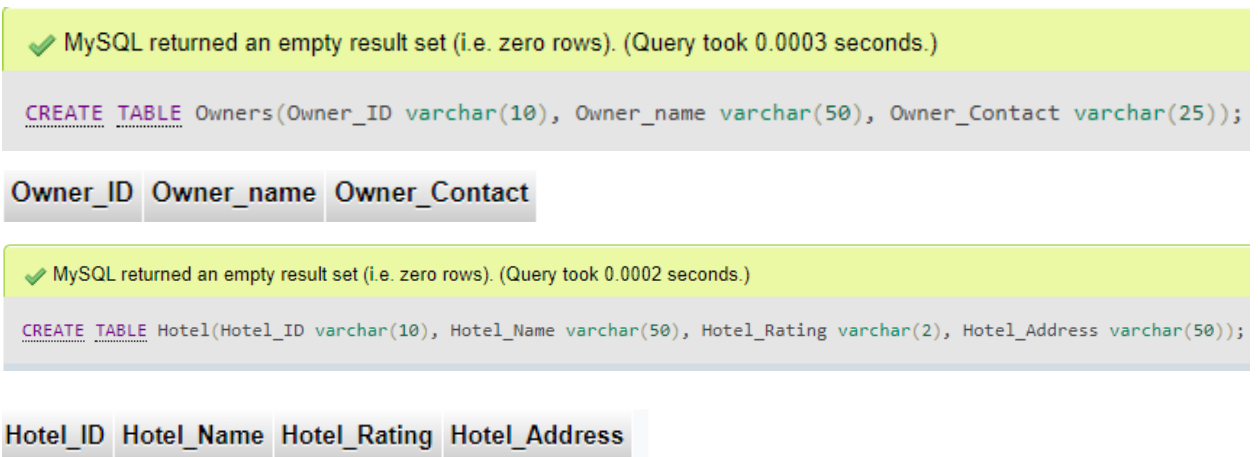 MySQL returned an empty result set (i.e. zero rows). (Query took 0.0003 seconds.)
CREATE TABLE Owners(Owner_ID varchar(10), Owner_name varchar(50), Owner_Contact varchar(25));
Owner_ID Owner_name Owner_Contact
MySQL returned an empty result set (i.e. zero rows). (Query took 0.0002 seconds.)
CREATE TABLE Hotel(Hotel_ID varchar(10), Hotel_Name varchar(50), Hotel_Rating varchar(2), Hotel_Address varchar(50));
Hotel_ID Hotel_Name Hotel_Rating Hotel_Address